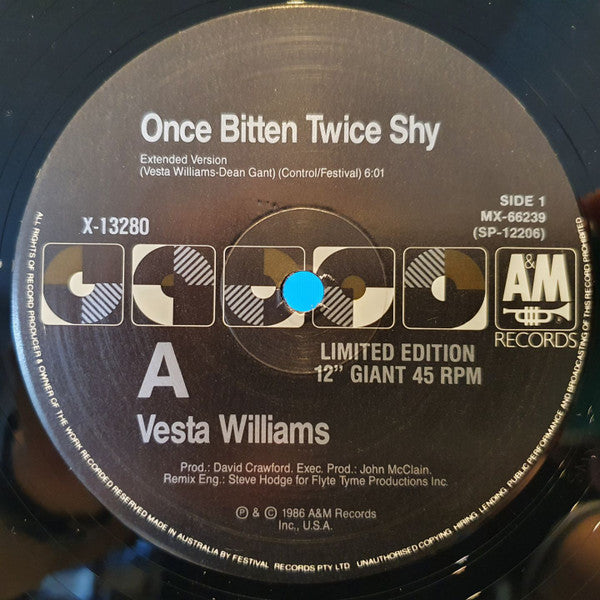 Once Bitten Twice Shy
Extended Version
(Vesta Williams-Dean Gant) (Control/Festival) 6:01
SIDE 1
MX-66239
(SP-12206)
X-13280
A&M
RECORDS
A
LIMITED EDITION
12" GIANT 45 RPM
Vesta Williams
Prod.: David Crawford. Exec. Prod.: John McClain.
Remix Eng.: Steve Hodge for Flyte Tyme Productions Inc.
℗ & © 1986 A&M Records
Inc., U.S.A.
ALL RIGHTS OF RECORD PRODUCER & OWNER OF THE WORK RECORDED RESERVED MADE IN AUSTRALIA BY FESTIVAL RECORDS PTY LTD UNAUTHORISED COPYING HIRING LENDING PUBLIC PERFORMANCE AND BROADCASTING OF THIS RECORD PROHIBITED